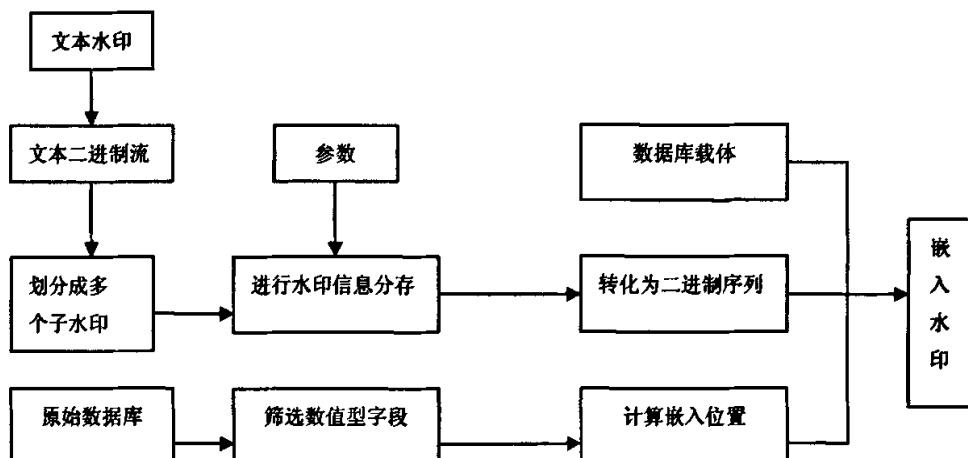 文本水印
文本二进制流
参数
数据库载体
划分成多
个子水印
进行水印信息分存
转化为二进制序列
嵌
入
水
印
原始数据库
筛选数值型字段
计算嵌入位置